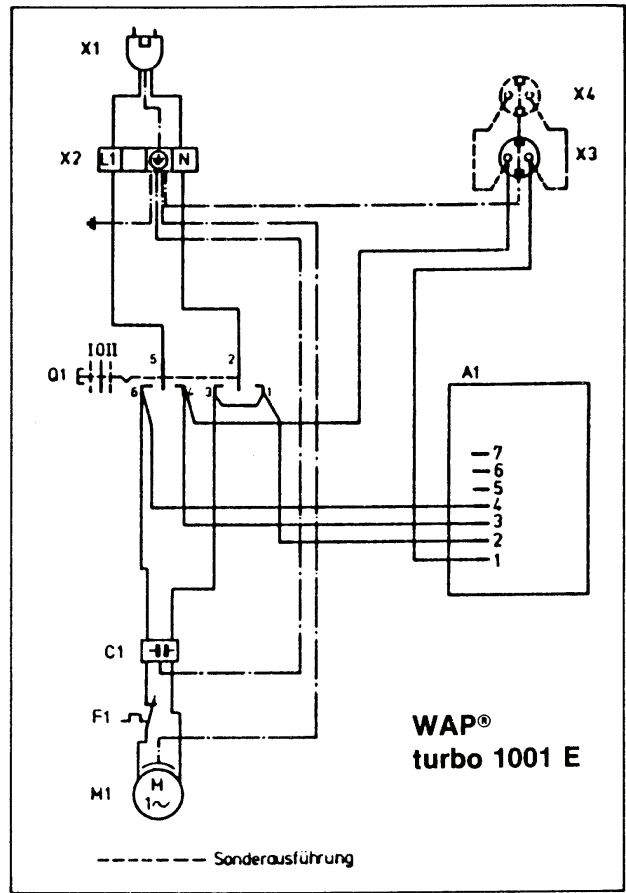 X1
X4
X2 L1 N
X3
I O II
5 2
Q1
6 4 3 1
A1
7
6
5
4
3
2
1
C1
F1
WAP®
turbo 1001 E
M1
M
1~
Sonderausführung